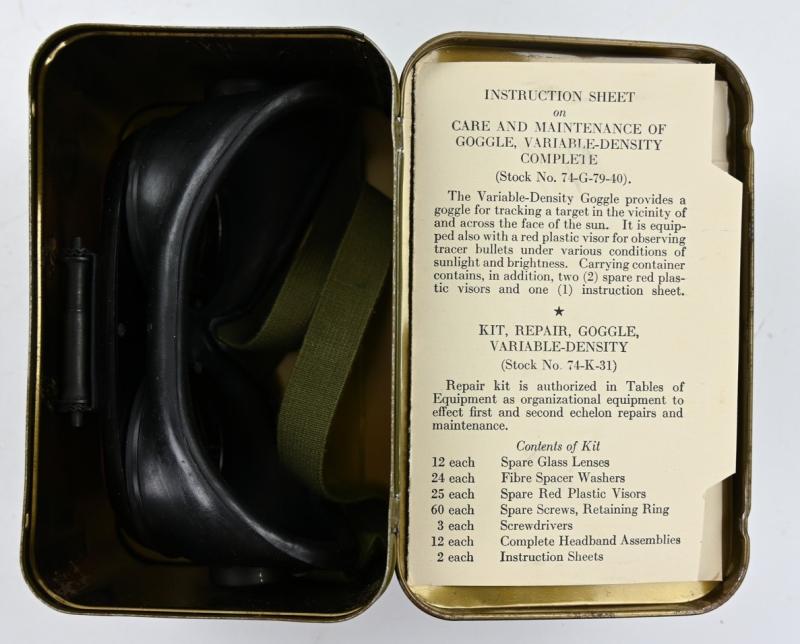 INSTRUCTION SHEET
on
CARE AND MAINTENANCE OF
GOGGLE, VARIABLE-DENSITY
COMPLETE
(Stock No. 74-G-79-40).
The Variable-Density Goggle provides a
goggle for tracking a target in the vicinity of
and across the face of the sun. It is equip-
ped also with a red plastic visor for observing
tracer bullets under various conditions of
sunlight and brightness. Carrying container
contains, in addition, two (2) spare red plas-
tic visors and one (1) instruction sheet.
★
KIT, REPAIR, GOGGLE,
VARIABLE-DENSITY
(Stock No. 74-K-31)
Repair kit is authorized in Tables of
Equipment as organizational equipment to
effect first and second echelon repairs and
maintenance.
Contents of Kit
12 each Spare Glass Lenses
24 each Fibre Spacer Washers
25 each Spare Red Plastic Visors
60 each Spare Screws, Retaining Ring
3 each Screwdrivers
12 each Complete Headband Assemblies
2 each Instruction Sheets